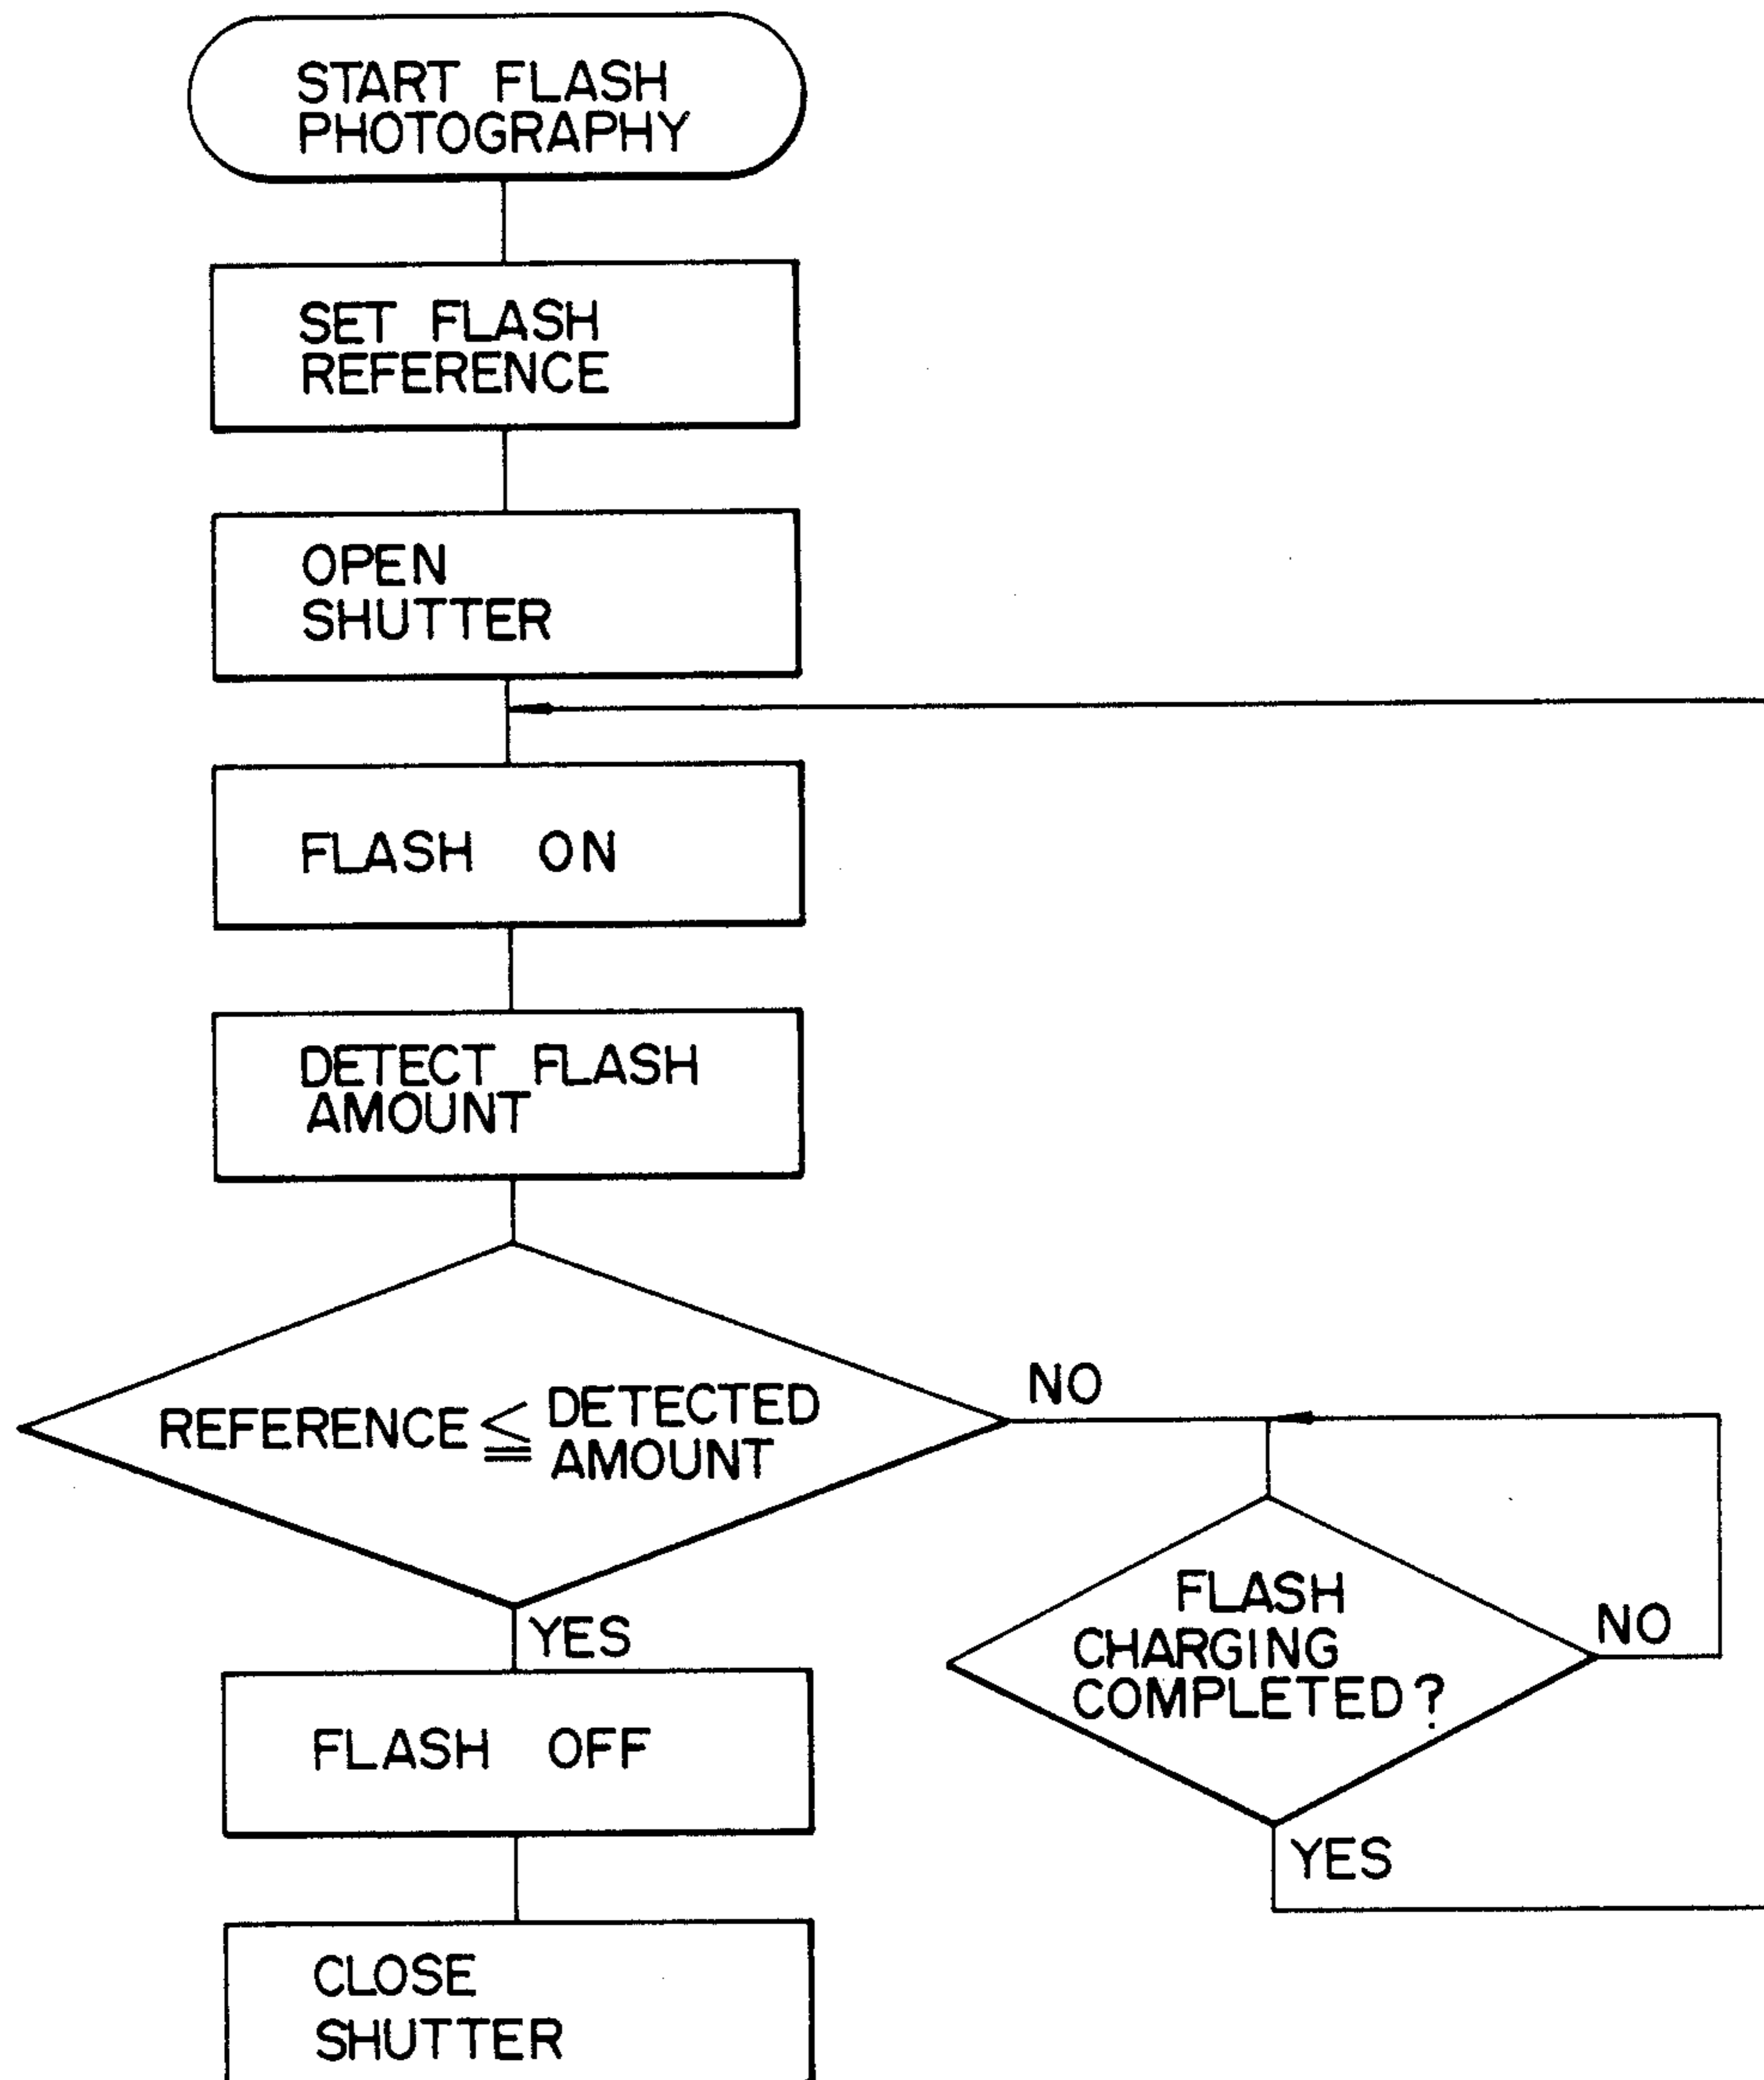 START FLASH
PHOTOGRAPHY
SET FLASH
REFERENCE
OPEN
SHUTTER
FLASH ON
DETECT FLASH
AMOUNT
REFERENCE ≦ DETECTED
AMOUNT
NO
YES
FLASH
CHARGING
COMPLETED?
NO
YES
FLASH OFF
CLOSE
SHUTTER